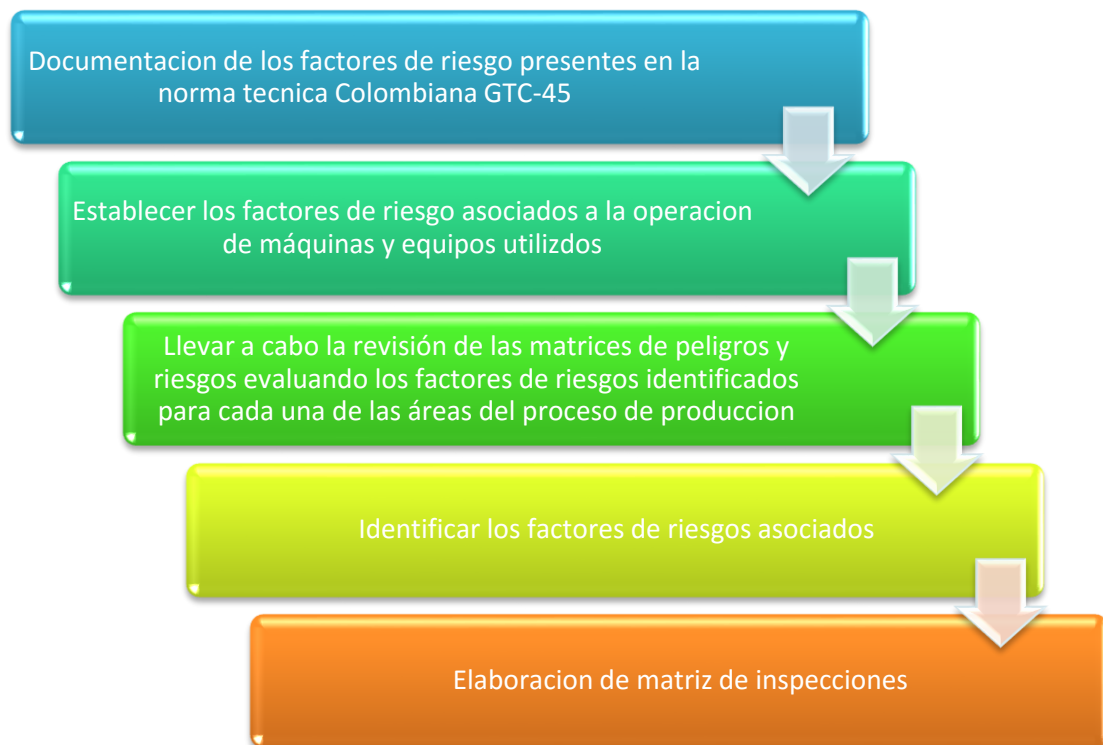 Documentacion de los factores de riesgo presentes en la
norma tecnica Colombiana GTC-45
Establecer los factores de riesgo asociados a la operacion
de máquinas y equipos utilizdos
Llevar a cabo la revisión de las matrices de peligros y
riesgos evaluando los factores de riesgos identificados
para cada una de las áreas del proceso de produccion
Identificar los factores de riesgos asociados
Elaboracion de matriz de inspecciones